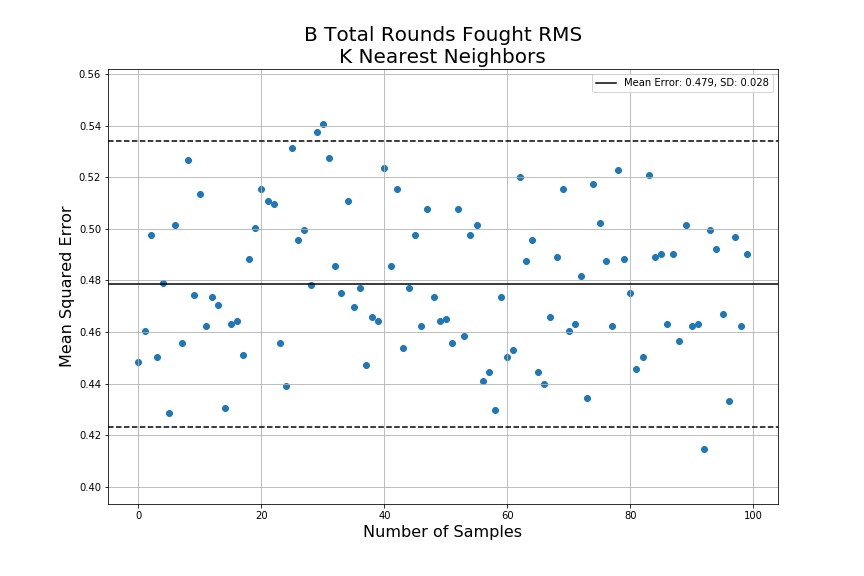 B Total Rounds Fought RMS
K Nearest Neighbors
Mean Error: 0.479, SD: 0.028
Mean Squared Error
0.56
0.54
0.52
0.50
0.48
0.46
0.44
0.42
0.40
0 20 40 60 80 100
Number of Samples